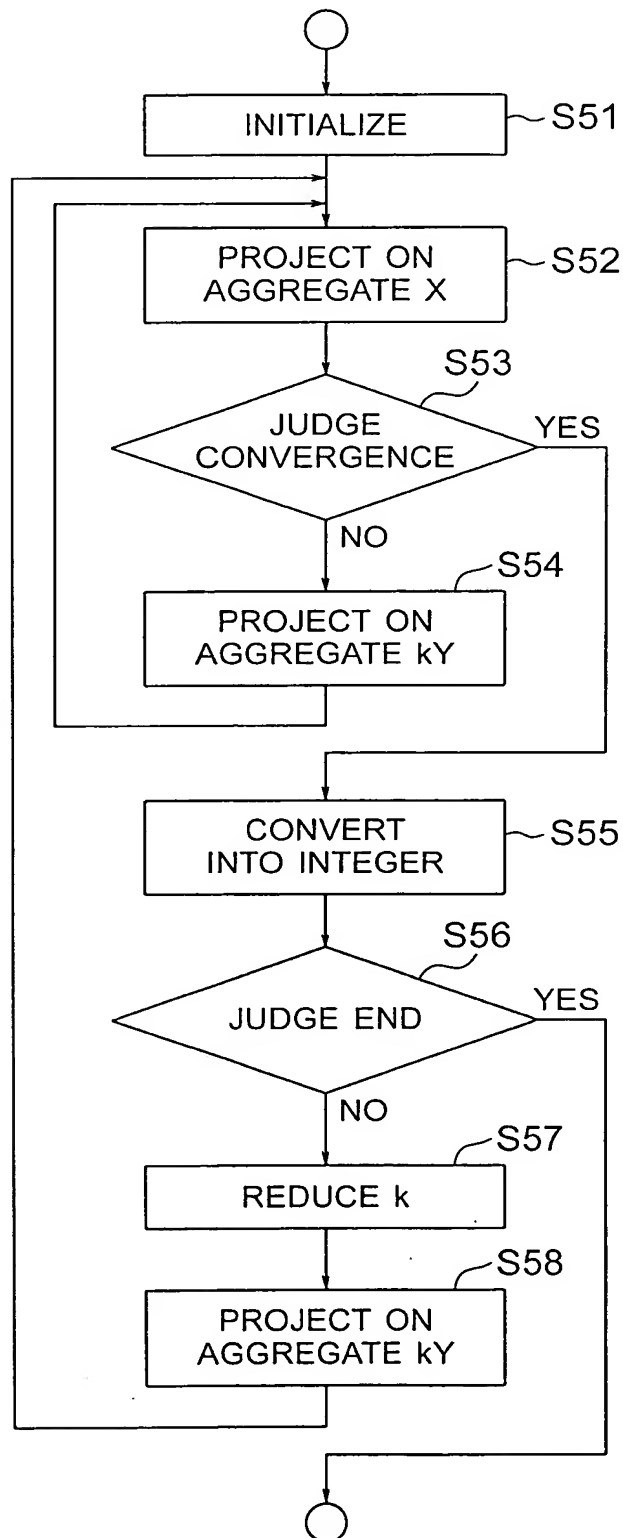 INITIALIZE
S51
PROJECT ON
AGGREGATE X
S52
S53
JUDGE
CONVERGENCE
YES
NO
S54
PROJECT ON
AGGREGATE kY
CONVERT
INTO INTEGER
S55
S56
JUDGE END
YES
NO
S57
REDUCE k
S58
PROJECT ON
AGGREGATE kY